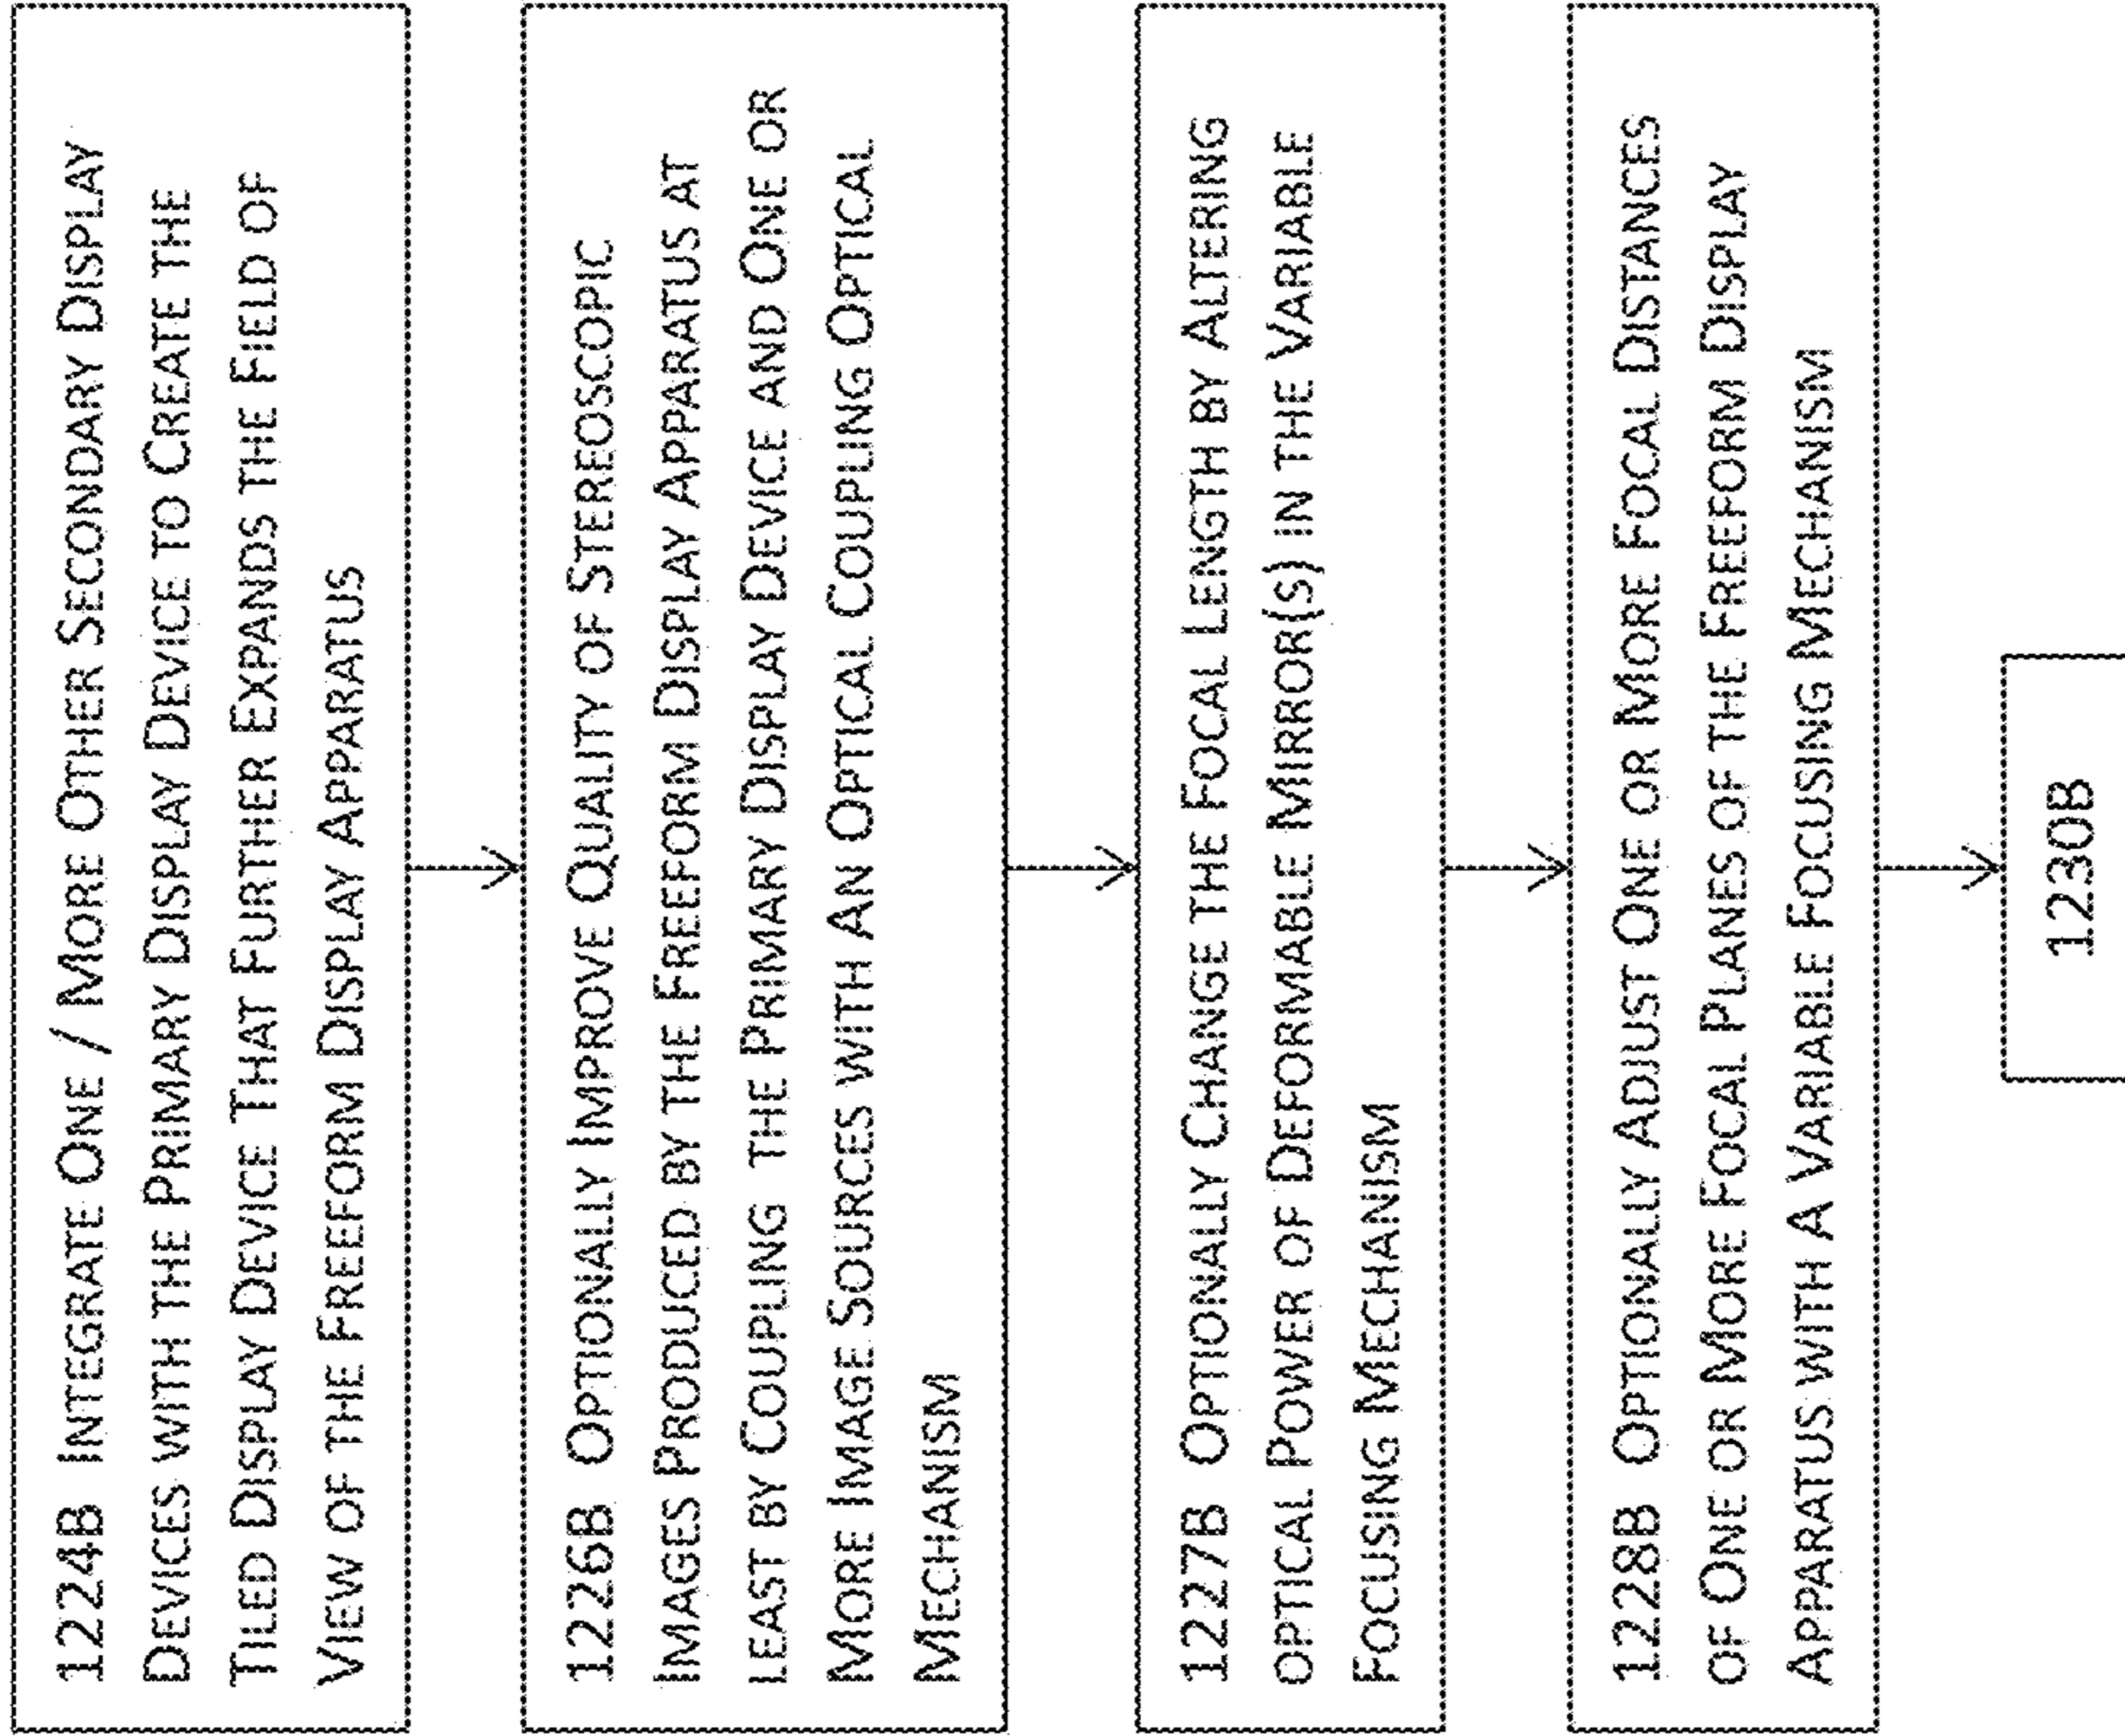 1224B Integrate One / More Other Secondary Display
Devices with the Primary Display Device to Create the
Tiled Display Device That Further Expands the Field of
View of the Freeform Display Apparatus
1226B Optionally Improve Quality of Stereoscopic
Images Produced by the Freeform Display Apparatus at
least by Coupling the Primary Display Device and One or
More Image Sources with An Optical Coupling Optical
Mechanism
1227B Optionally Change the Focal Length by Altering
optical Power of Deformable Mirror(s) in the Variable
Focusing Mechanism
1228B Optionally Adjust One or More Focal Distances
of One or More Focal Planes of the Freeform Display
Apparatus with A Variable Focusing Mechanism
1230B